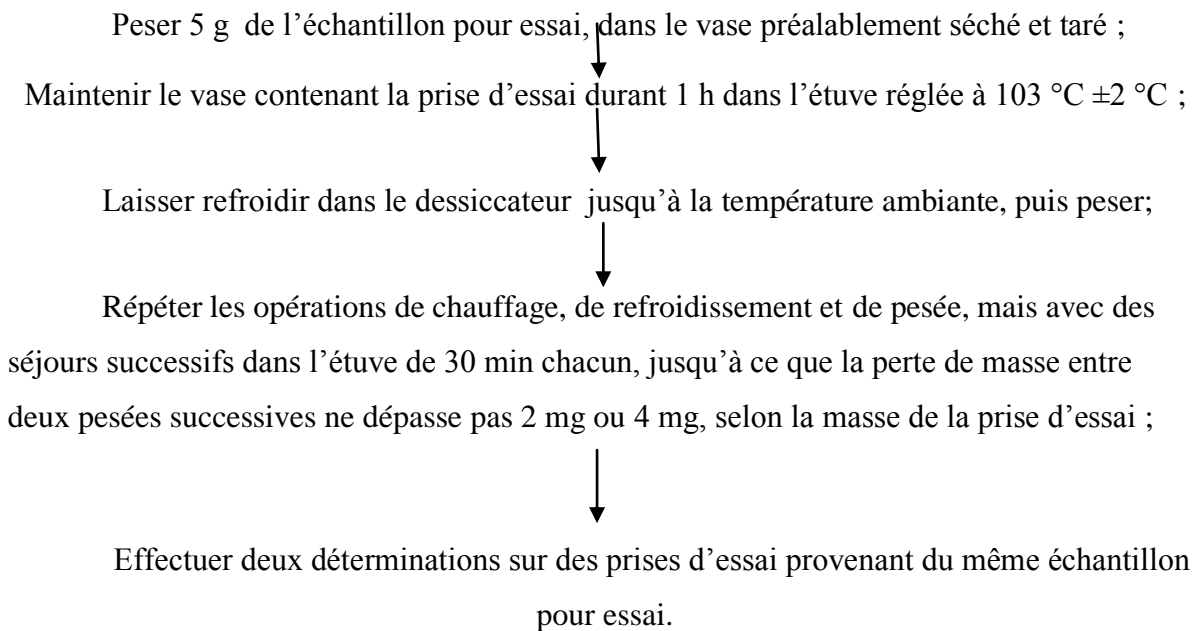 Peser 5 g de l’échantillon pour essai, dans le vase préalablement séché et taré ;
Maintenir le vase contenant la prise d’essai durant 1 h dans l’étuve réglée à 103 °C ±2 °C ;
Laisser refroidir dans le dessiccateur jusqu’à la température ambiante, puis peser;
Répéter les opérations de chauffage, de refroidissement et de pesée, mais avec des
séjours successifs dans l’étuve de 30 min chacun, jusqu’à ce que la perte de masse entre
deux pesées successives ne dépasse pas 2 mg ou 4 mg, selon la masse de la prise d’essai ;
Effectuer deux déterminations sur des prises d’essai provenant du même échantillon
pour essai.